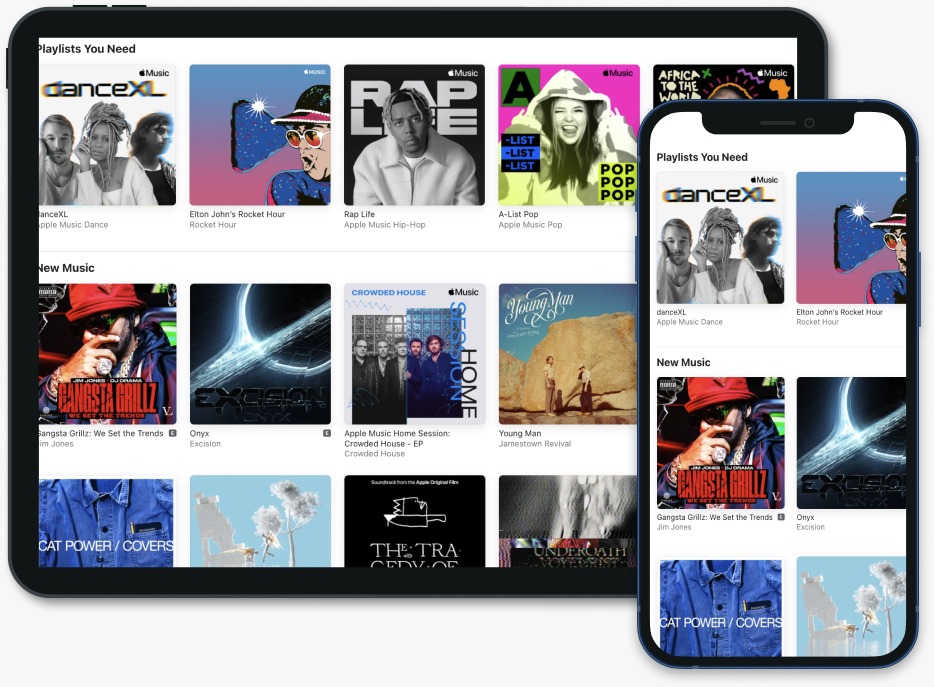 Playlists You Need
Music
danceXL
MUSIC
Music
RAP
LIFE
Music
A
-LIST
-LIST
-LIST
POP
POP
POP
AFRICA
TO THE
WORLD
Music
danceXL
Apple Music Dance
Elton John's Rocket Hour
Rocket Hour
Rap Life
Apple Music Hip-Hop
A-List Pop
Apple Music Pop
New Music
JIM JONES · DJ DRAMA
GANGSTA GRILLZ
WE SET THE TRENDS
EXCISION
ONYX
CROWDED HOUSE
Music
HOME
SESSION
Young Man
Gangsta Grillz: We Set the Trends E
Jim Jones
Onyx E
Excision
Apple Music Home Session:
Crowded House - EP
Crowded House
Young Man
Jamestown Revival
CAT POWER / COVERS
Soundtrack from the Apple Original Film
THE TRA-
GEDY OF
UNDEROATH
VOYEURIST
Playlists You Need
Music
danceXL
danceXL
Apple Music Dance
Elton John's Rocket Hour
Rocket Hour
New Music
JIM JONES · DJ DRAMA
GANGSTA GRILLZ
WE SET THE TRENDS
EXCISION
Gangsta Grillz: We Set the Trends E
Jim Jones
Onyx
Excision
CAT POWER / COVERS